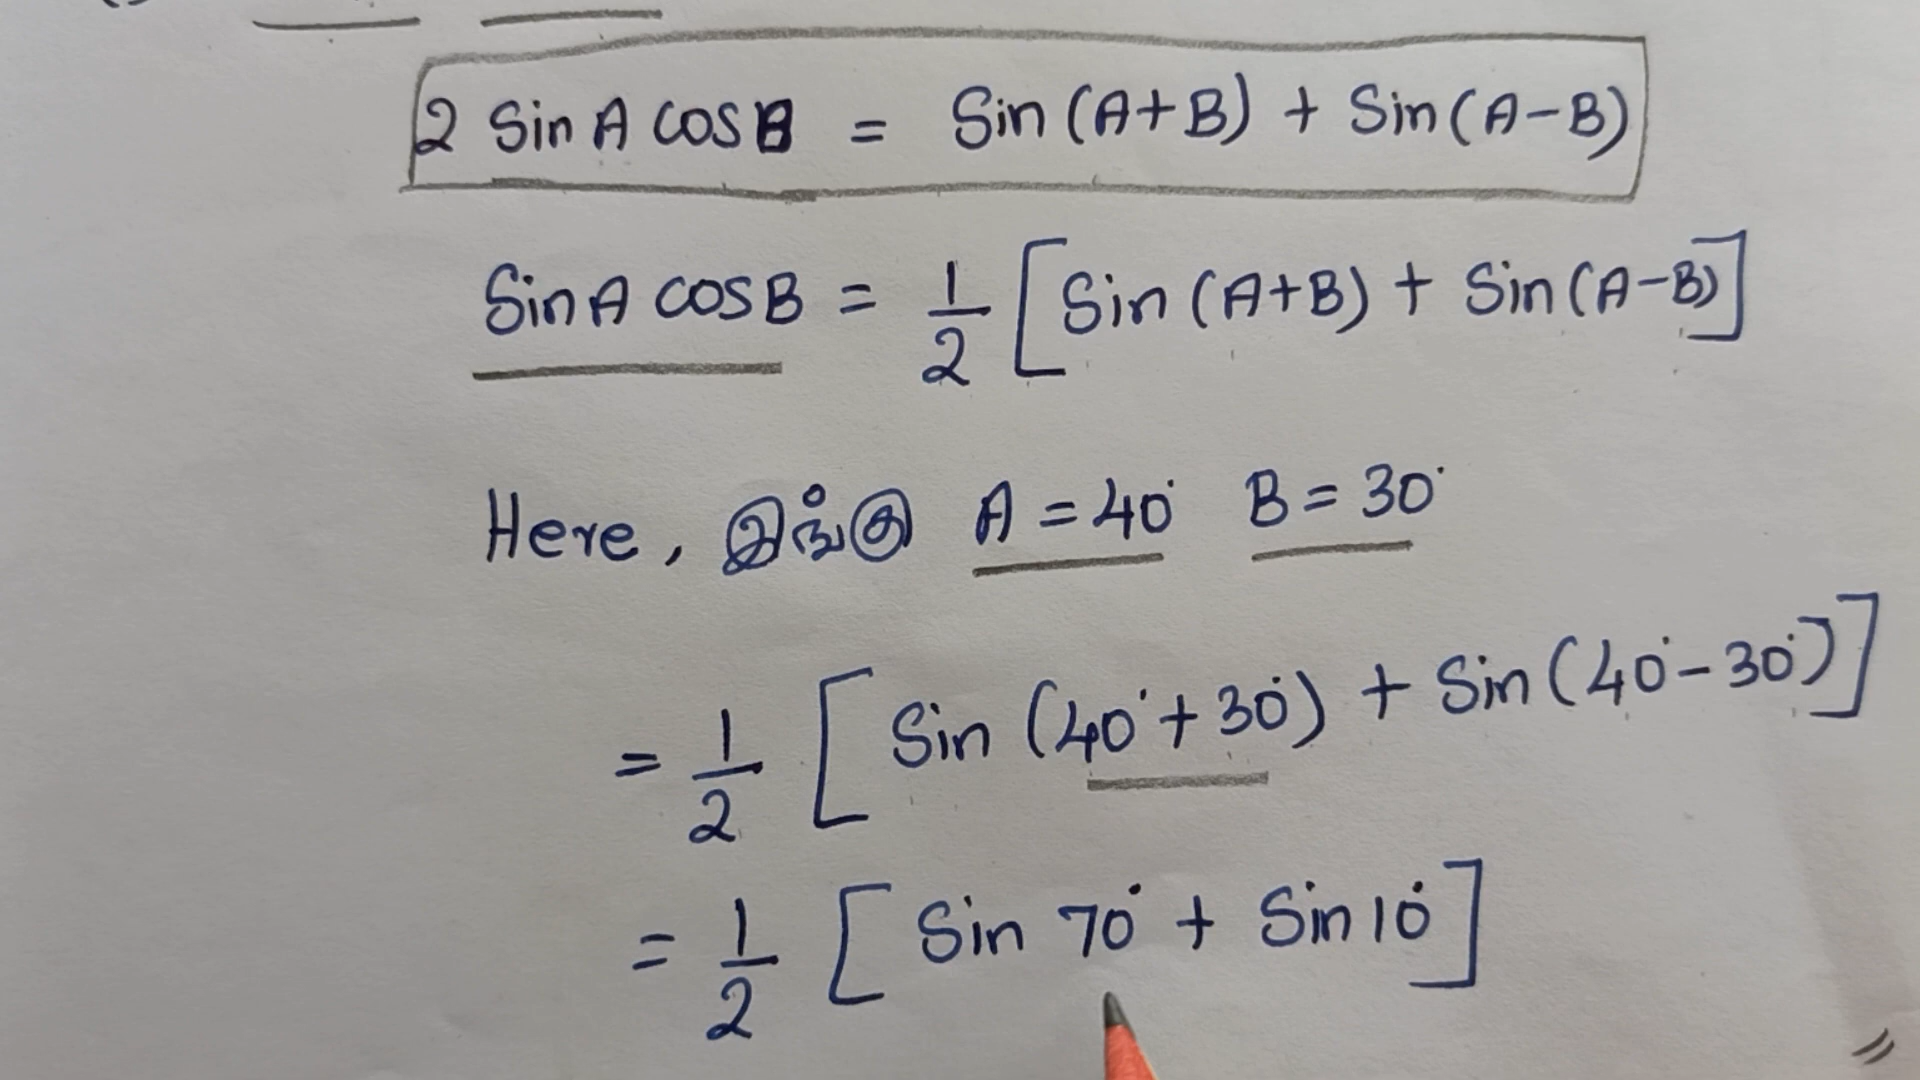 2 Sin A cos B = Sin (A+B) + Sin (A-B)
Sin A cos B = 1/2 [Sin (A+B) + Sin (A-B)]
Here, இங்கு A = 40° B = 30°
= 1/2 [Sin (40° + 30°) + Sin (40° - 30°)]
= 1/2 [Sin 70° + Sin 10°]